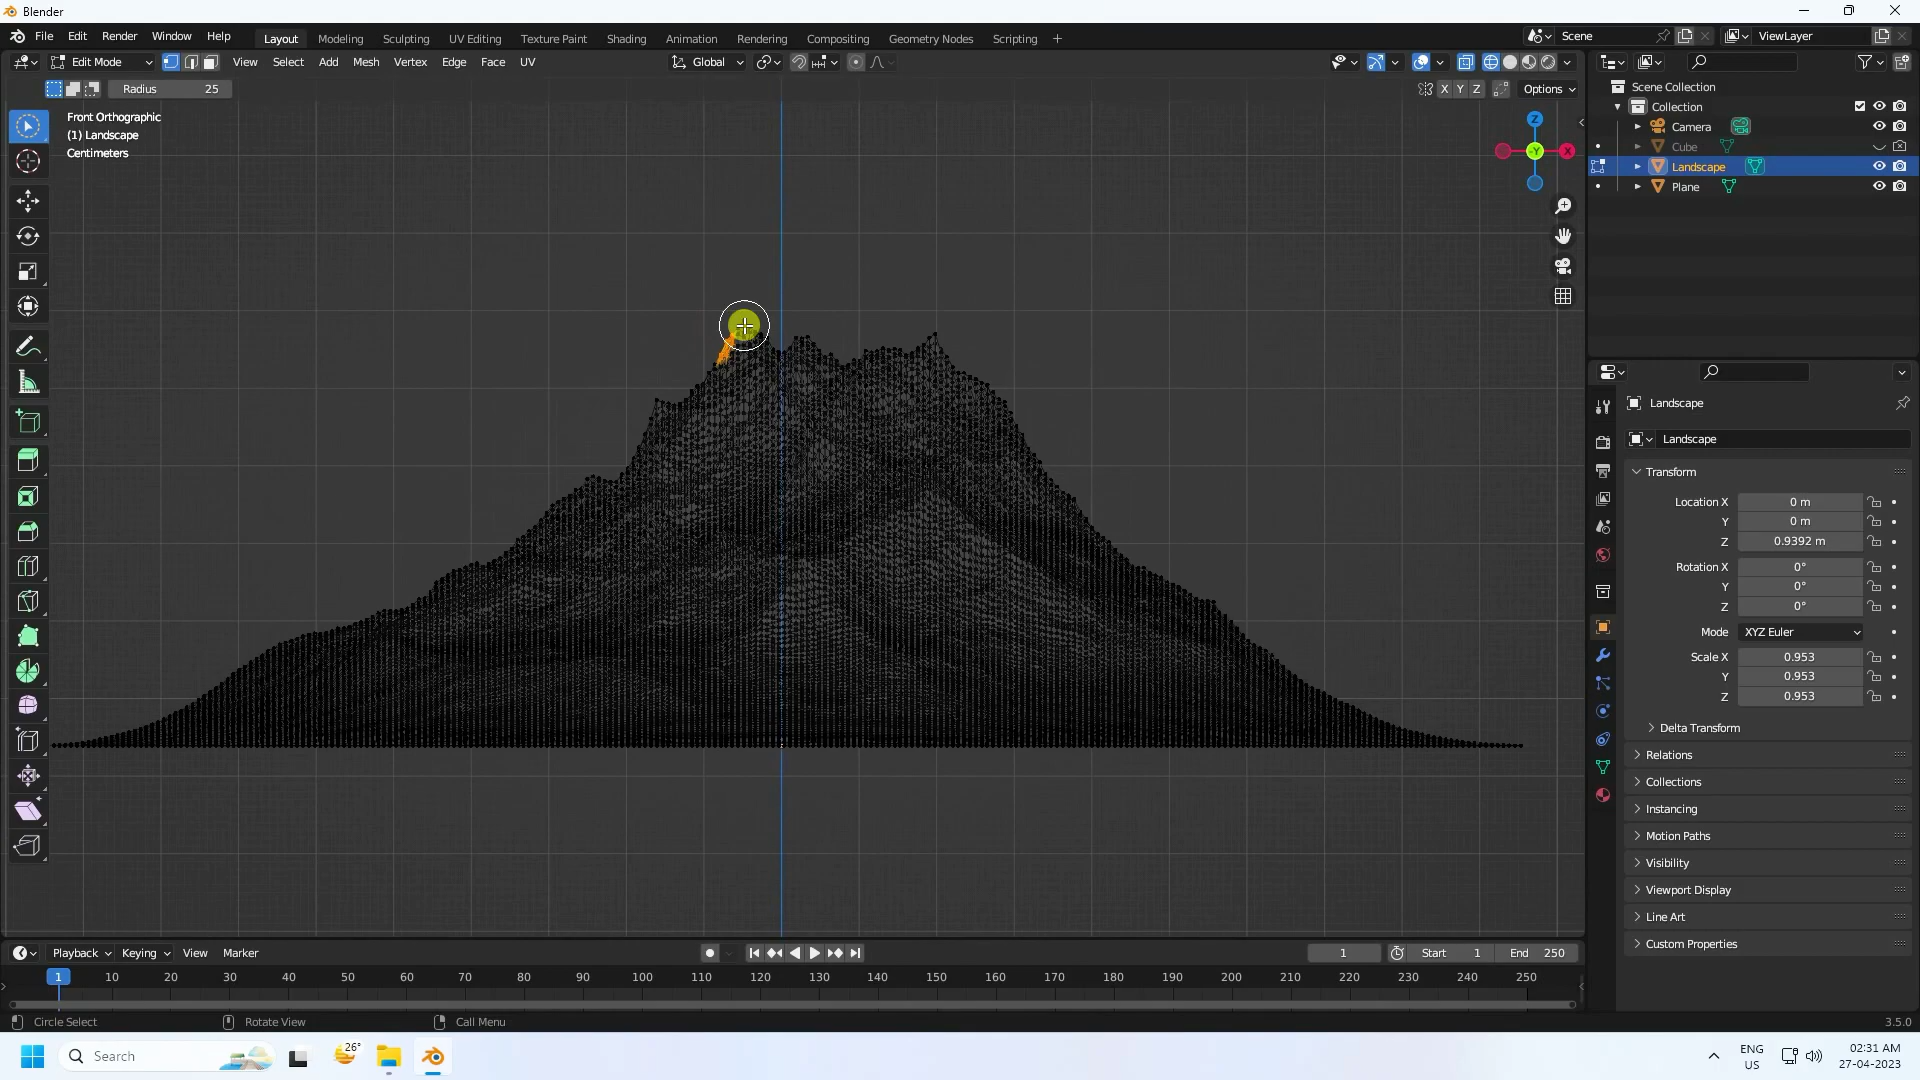 Blender
File Edit Render Window Help
Layout Modeling Sculpting UV Editing Texture Paint Shading Animation Rendering Compositing Geometry Nodes Scripting +
Scene
ViewLayer
Edit Mode
View Select Add Mesh Vertex Edge Face UV
Global
Radius 25
X Y Z
Options
Front Orthographic
(1) Landscape
Centimeters
Z
-Y
X
Scene Collection
Collection
Camera
Cube
Landscape
Plane
Landscape
Landscape
Transform
Location X 0 m
Y 0 m
Z 0.9392 m
Rotation X 0°
Y 0°
Z 0°
Mode XYZ Euler
Scale X 0.953
Y 0.953
Z 0.953
Delta Transform
Relations
Collections
Instancing
Motion Paths
Visibility
Viewport Display
Line Art
Custom Properties
Playback Keying View Marker
1 Start 1 End 250
1 10 20 30 40 50 60 70 80 90 100 110 120 130 140 150 160 170 180 190 200 210 220 230 240 250
Circle Select Rotate View Call Menu
3.5.0
Search
26°
ENG
US
02:31 AM
27-04-2023